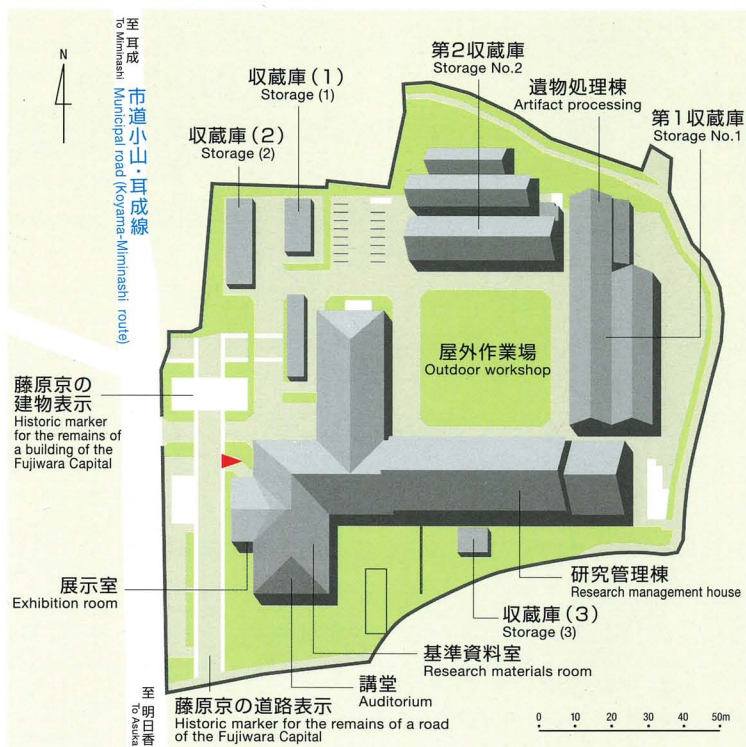 N
至 耳成
To Miminashi
市道小山・耳成線
Municipal road (Koyama-Miminashi route)
収蔵庫(1)
Storage (1)
収蔵庫(2)
Storage (2)
第2収蔵庫
Storage No.2
遺物処理棟
Artifact processing
第1収蔵庫
Storage No.1
屋外作業場
Outdoor workshop
藤原京の
建物表示
Historic marker
for the remains of
a building of the
Fujiwara Capital
展示室
Exhibition room
研究管理棟
Research management house
収蔵庫(3)
Storage (3)
基準資料室
Research materials room
講堂
Auditorium
藤原京の道路表示
Historic marker for the remains of a road
of the Fujiwara Capital
至 明日香
To Asuka
0 10 20 30 40 50m